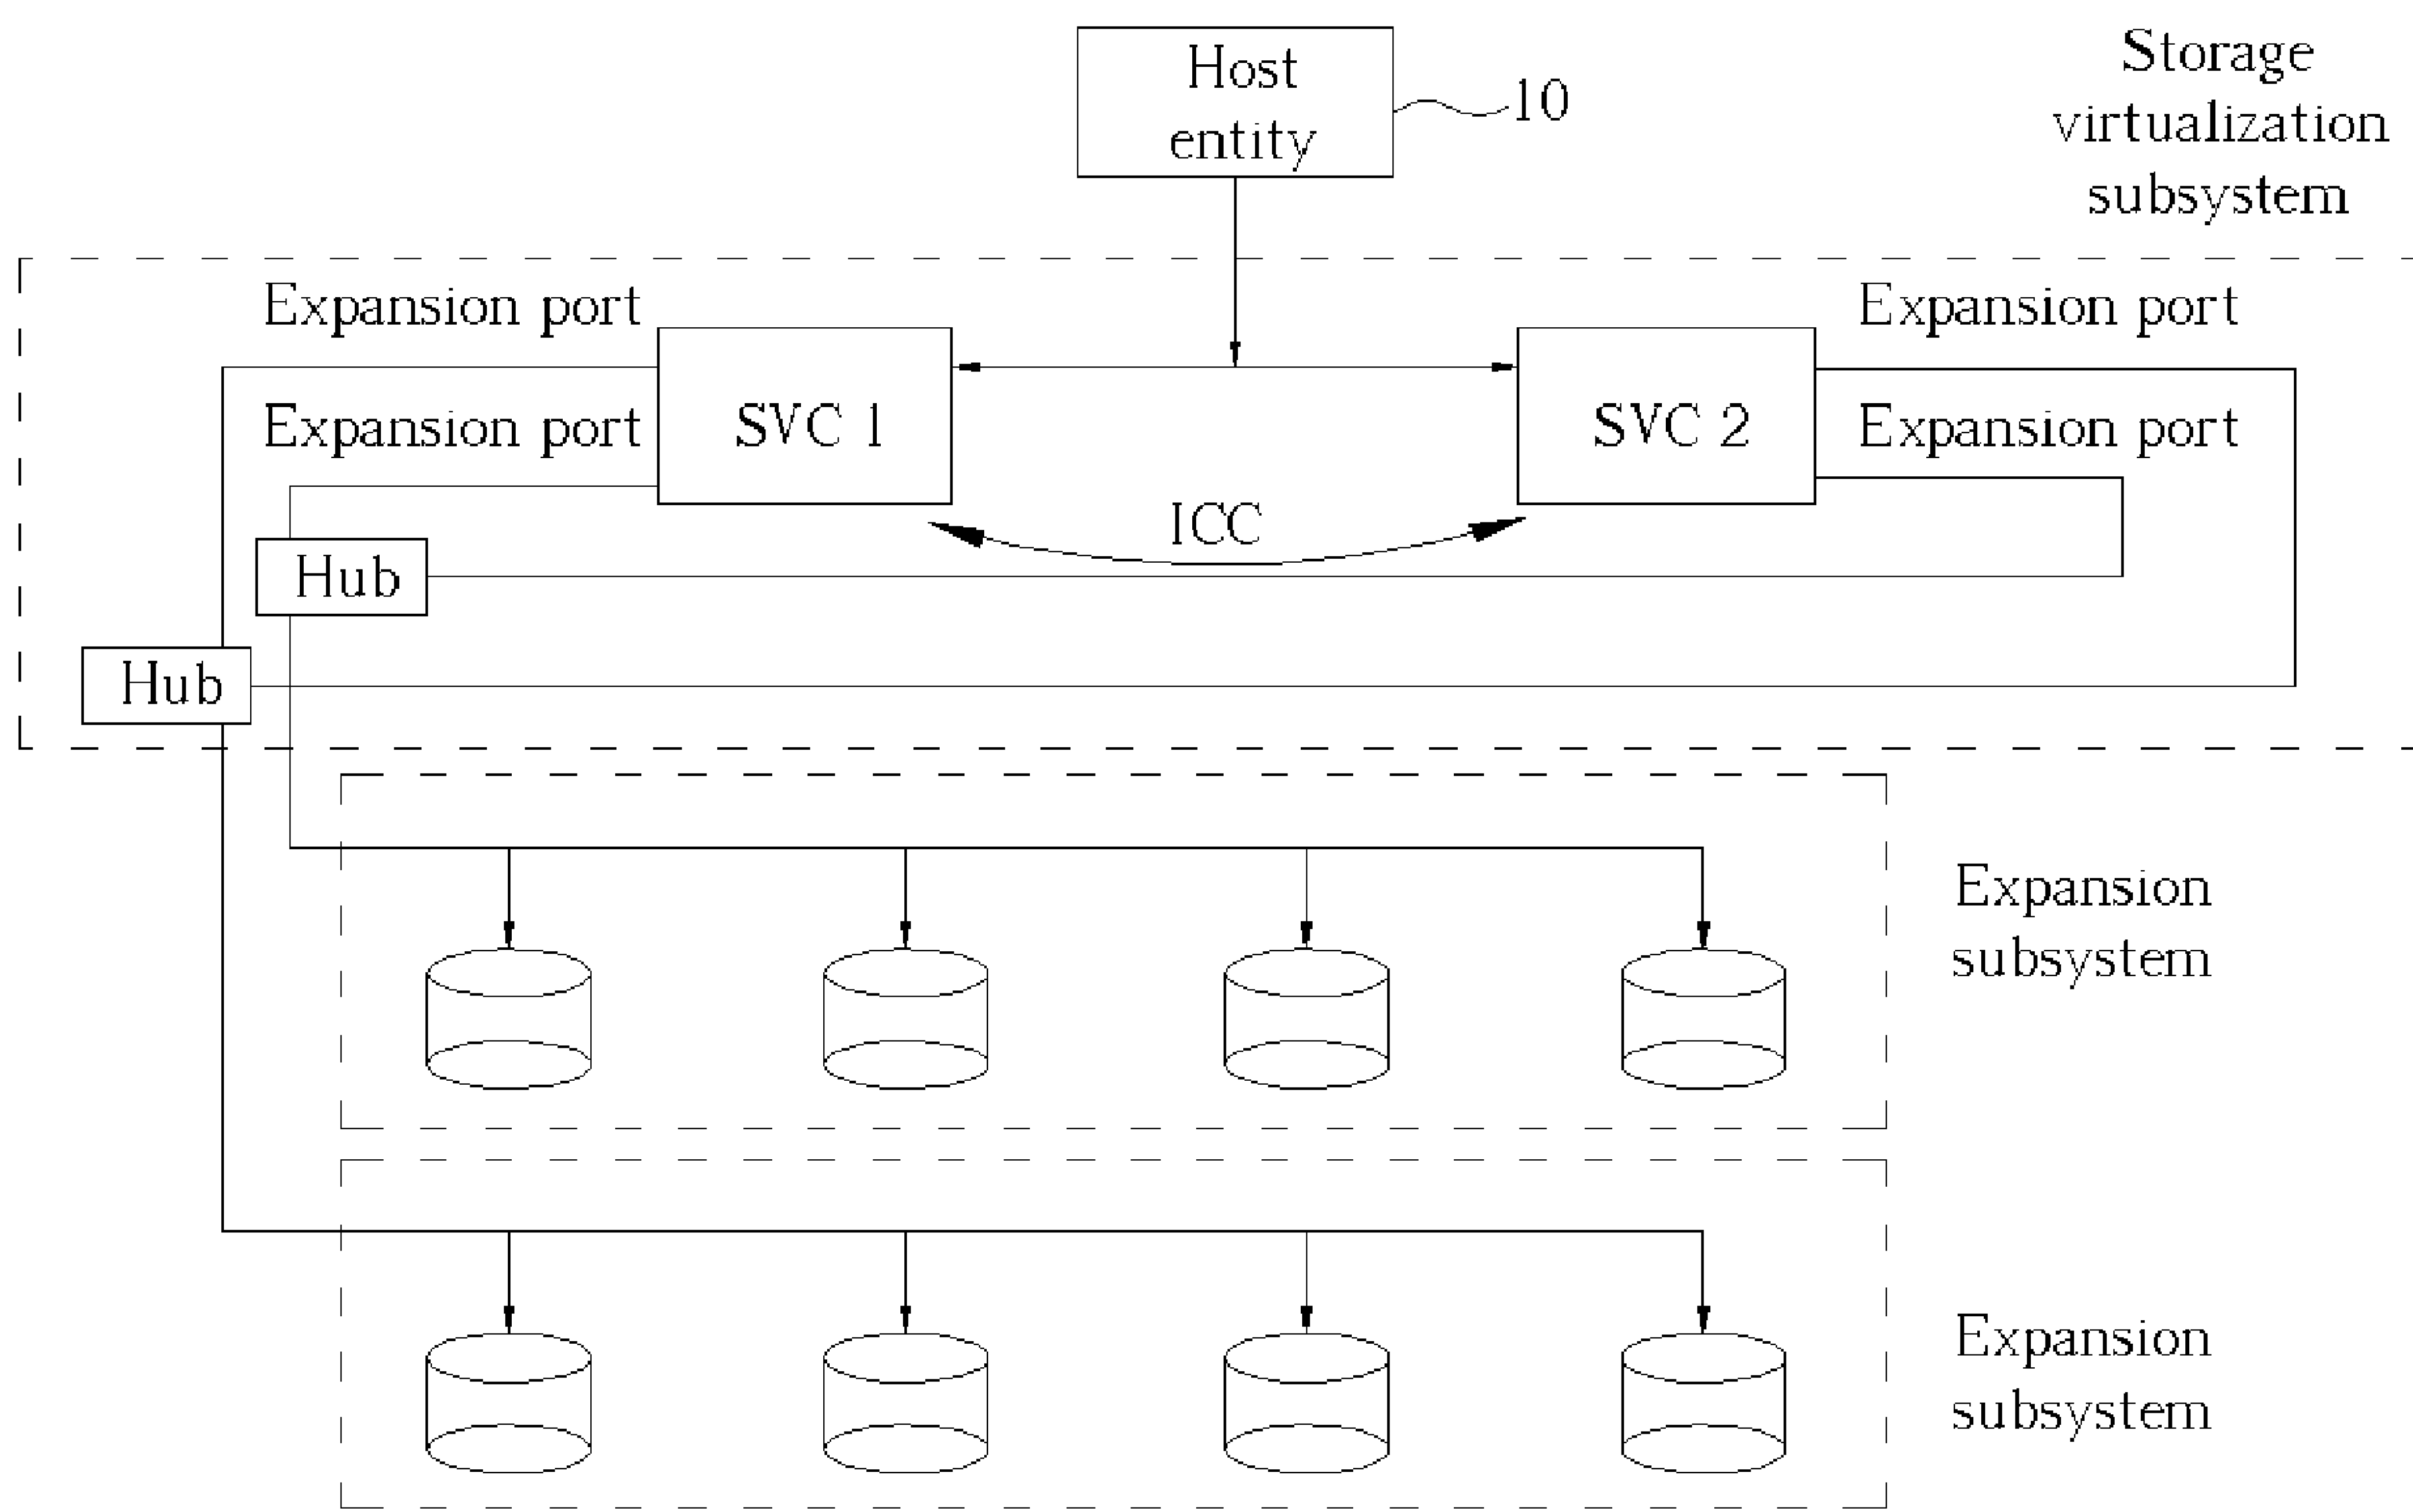 Host
entity
10
Storage
virtualization
subsystem
Expansion port
Expansion port
Expansion port
SVC 1
SVC 2
Expansion port
ICC
Hub
Hub
Expansion
subsystem
Expansion
subsystem